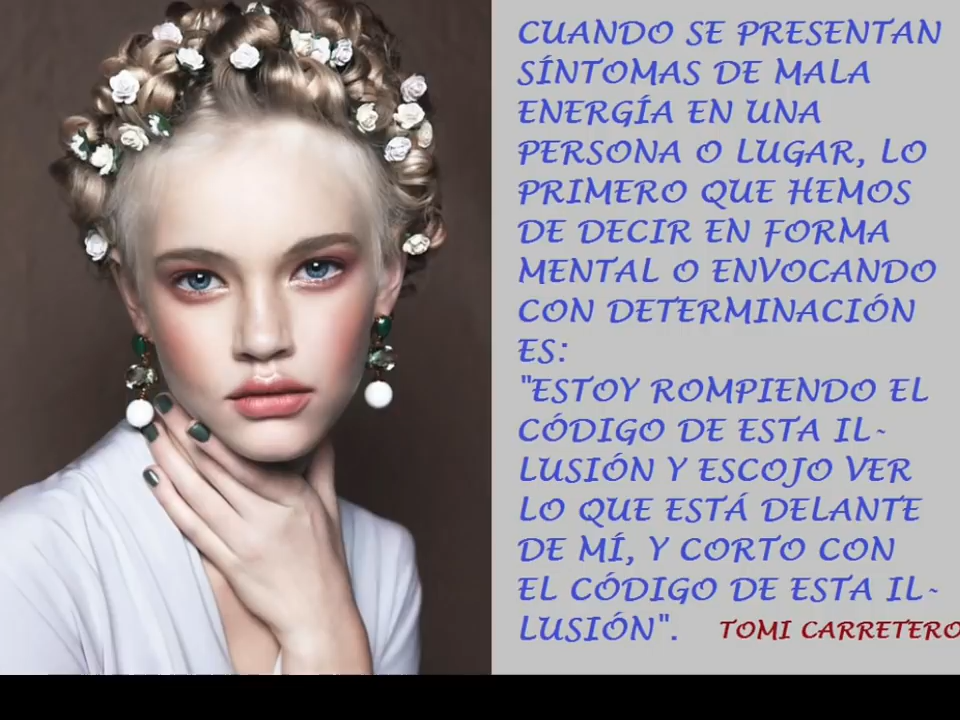 CUANDO SE PRESENTAN
SÍNTOMAS DE MALA
ENERGÍA EN UNA
PERSONA O LUGAR, LO
PRIMERO QUE HEMOS
DE DECIR EN FORMA
MENTAL O ENVOCANDO
CON DETERMINACIÓN
ES:
"ESTOY ROMPIENDO EL
CÓDIGO DE ESTA IL-
LUSIÓN Y ESCOJO VER
LO QUE ESTÁ DELANTE
DE MÍ, Y CORTO CON
EL CÓDIGO DE ESTA IL-
LUSIÓN". TOMI CARRETERO